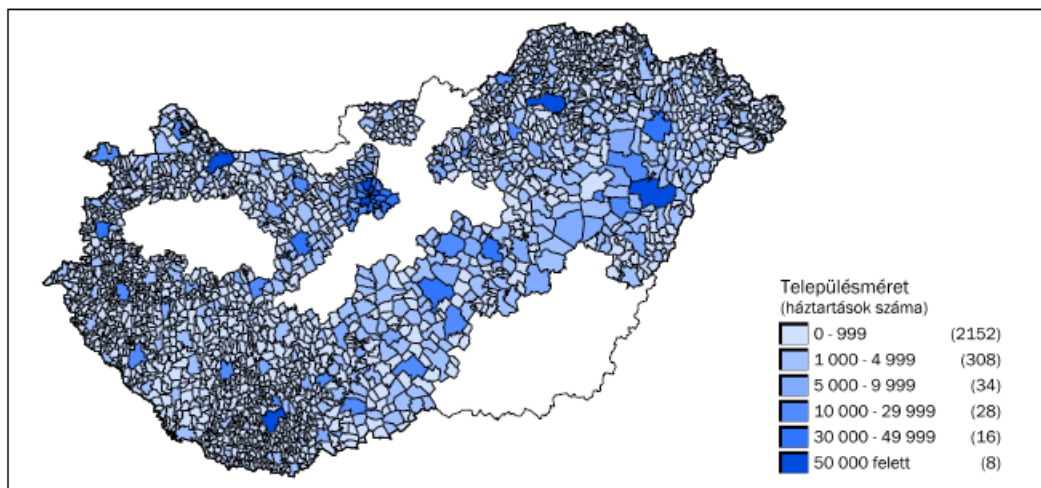 Településméret
(háztartások száma)
0 - 999 (2152)
1 000 - 4 999 (308)
5 000 - 9 999 (34)
10 000 - 29 999 (28)
30 000 - 49 999 (16)
50 000 felett (8)